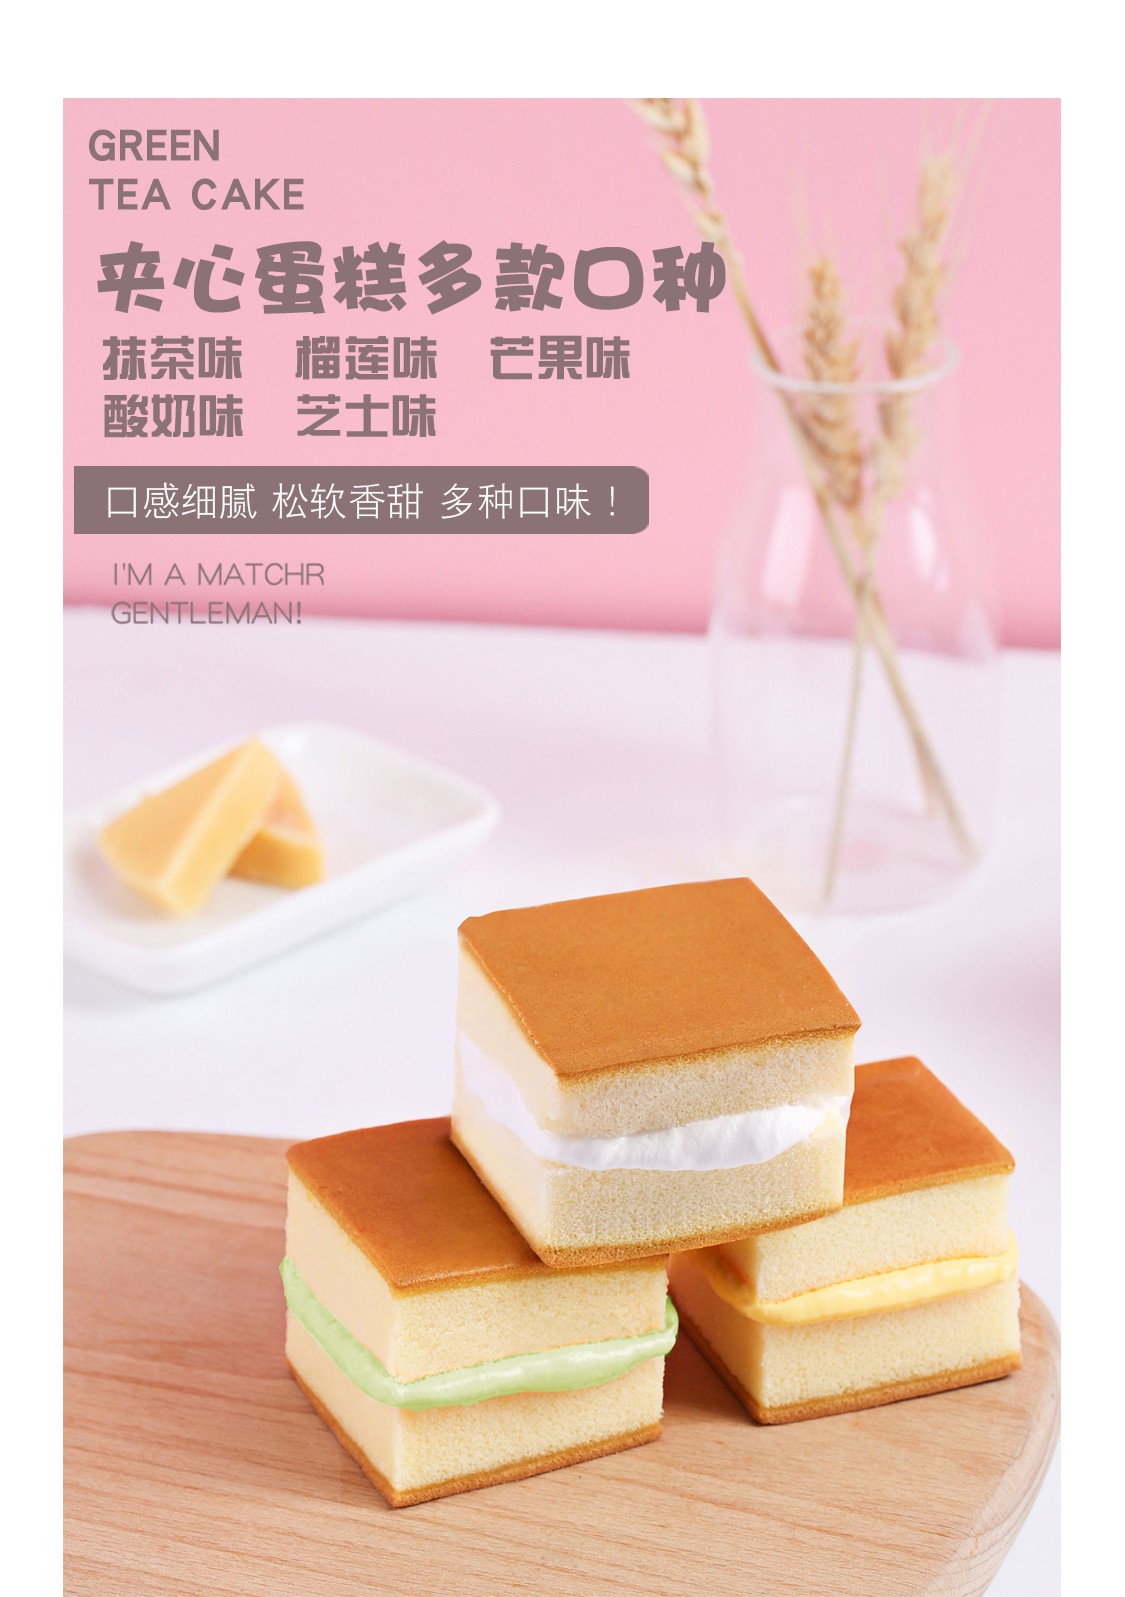 GREEN
TEA CAKE
夹心蛋糕多款口种
抹茶味 榴莲味 芒果味
酸奶味 芝士味
口感细腻 松软香甜 多种口味！
I'M A MATCHR
GENTLEMAN!